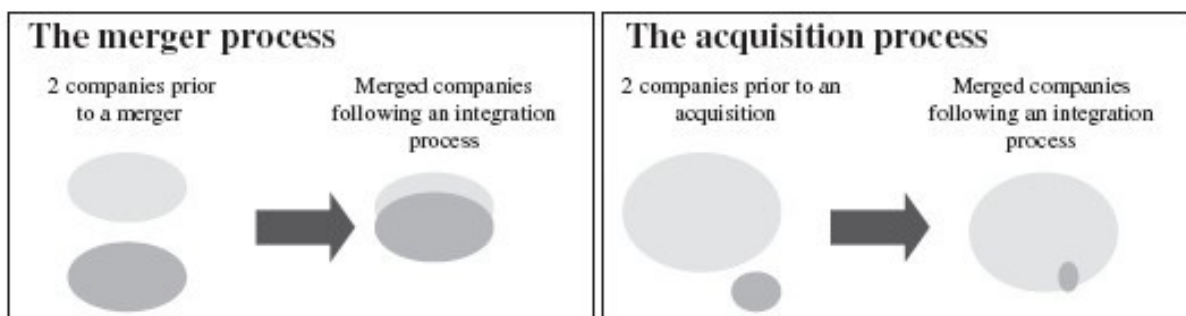 The merger process
2 companies prior
to a merger
Merged companies
following an integration
process
The acquisition process
2 companies prior to an
acquisition
Merged companies
following an integration
process